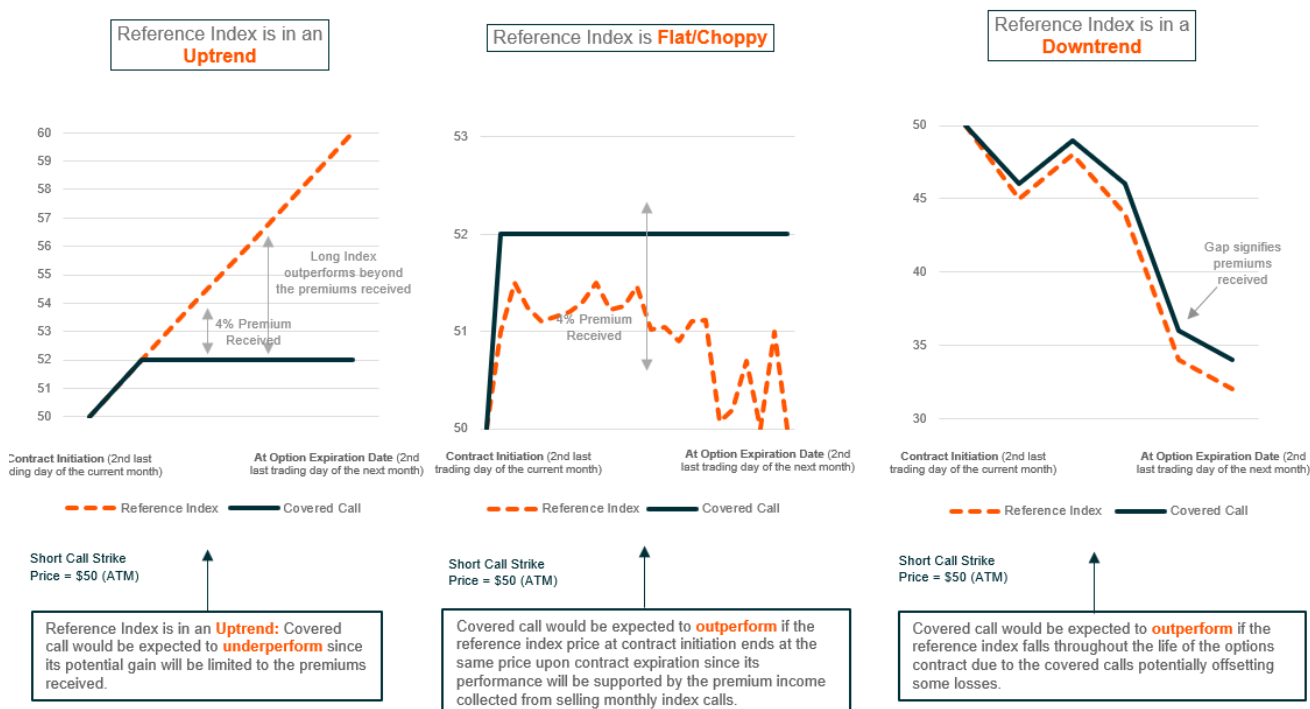 Reference Index is in an
Uptrend
Reference Index is Flat/Choppy
Reference Index is in a
Downtrend
60
59
58
57
56
55
54
53
52
51
50
Long Index
outperforms beyond
the premiums received
4% Premium
Received
Contract Initiation (2nd last
ding day of the current month)
At Option Expiration Date (2nd
last trading day of the next month)
Reference Index
Covered Call
53
52
51
50
4% Premium
Received
Contract Initiation (2nd last
trading day of the current month)
At Option Expiration Date (2nd
last trading day of the next month)
Reference Index
Covered Call
50
45
40
35
30
Gap signifies
premiums
received
Contract Initiation (2nd last
trading day of the current month)
At Option Expiration Date (2nd
last trading day of the next month)
Reference Index
Covered Call
Short Call Strike
Price = $50 (ATM)
Reference Index is in an Uptrend: Covered
call would be expected to underperform since
its potential gain will be limited to the premiums
received.
Short Call Strike
Price = $50 (ATM)
Covered call would be expected to outperform if the
reference index price at contract initiation ends at the
same price upon contract expiration since its
performance will be supported by the premium income
collected from selling monthly index calls.
Short Call Strike
Price = $50 (ATM)
Covered call would be expected to outperform if the
reference index falls throughout the life of the options
contract due to the covered calls potentially offsetting
some losses.